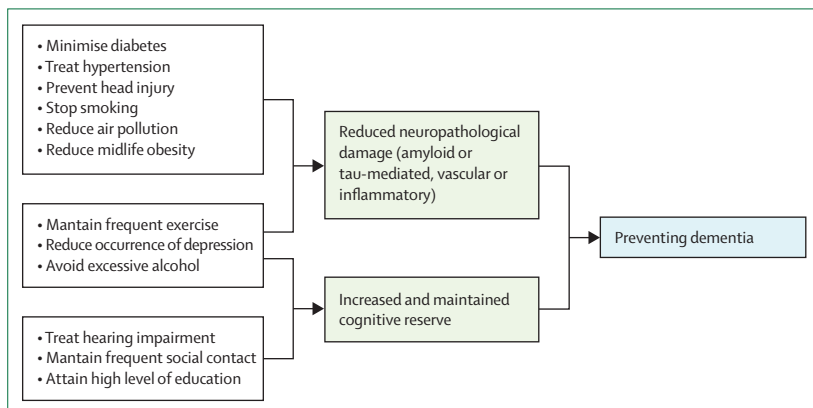 • Minimise diabetes
• Treat hypertension
• Prevent head injury
• Stop smoking
• Reduce air pollution
• Reduce midlife obesity
• Mantain frequent exercise
• Reduce occurrence of depression
• Avoid excessive alcohol
• Treat hearing impairment
• Mantain frequent social contact
• Attain high level of education
Reduced neuropathological
damage (amyloid or
tau-mediated, vascular or
inflammatory)
Increased and maintained
cognitive reserve
Preventing dementia